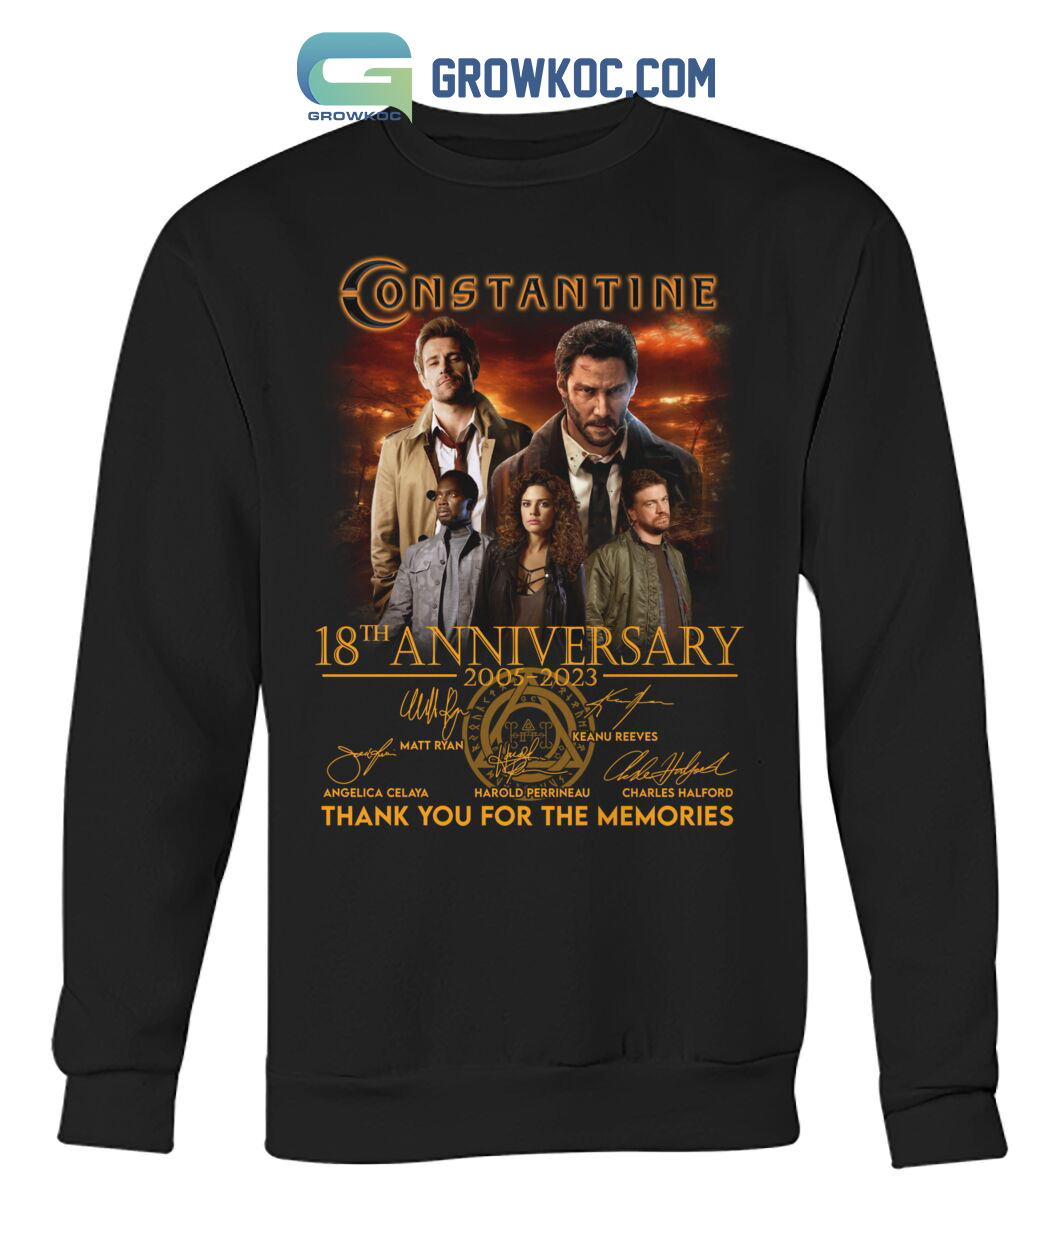 GROWKOC.COM
GROWKOC
CONSTANTINE
18TH ANNIVERSARY
2005-2023
MATT RYAN
KEANU REEVES
ANGELICA CELAYA
HAROLD PERRINEAU
CHARLES HALFORD
THANK YOU FOR THE MEMORIES